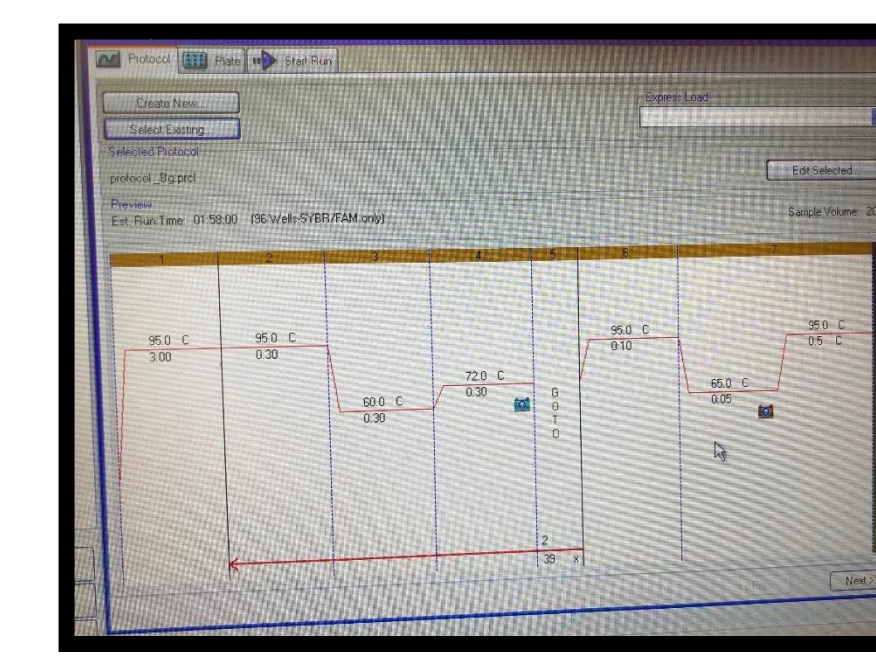 Protocol Plate Start Run
Create New...
Express Load
Select Existing...
Selected Protocol
protocol_Bg.prcl
Edit Selected
Preview
Est. Run Time: 01:58:00 (96 Wells-SYBR/FAM only)
Sample Volume: 20
1 2 3 4 5 6 7
95.0 C
3:00
95.0 C
0:30
60.0 C
0:30
72.0 C
0:30
G
O
T
O
2
39 x
95.0 C
0:10
65.0 C
0:05
95.0 C
0.5 C
Next >